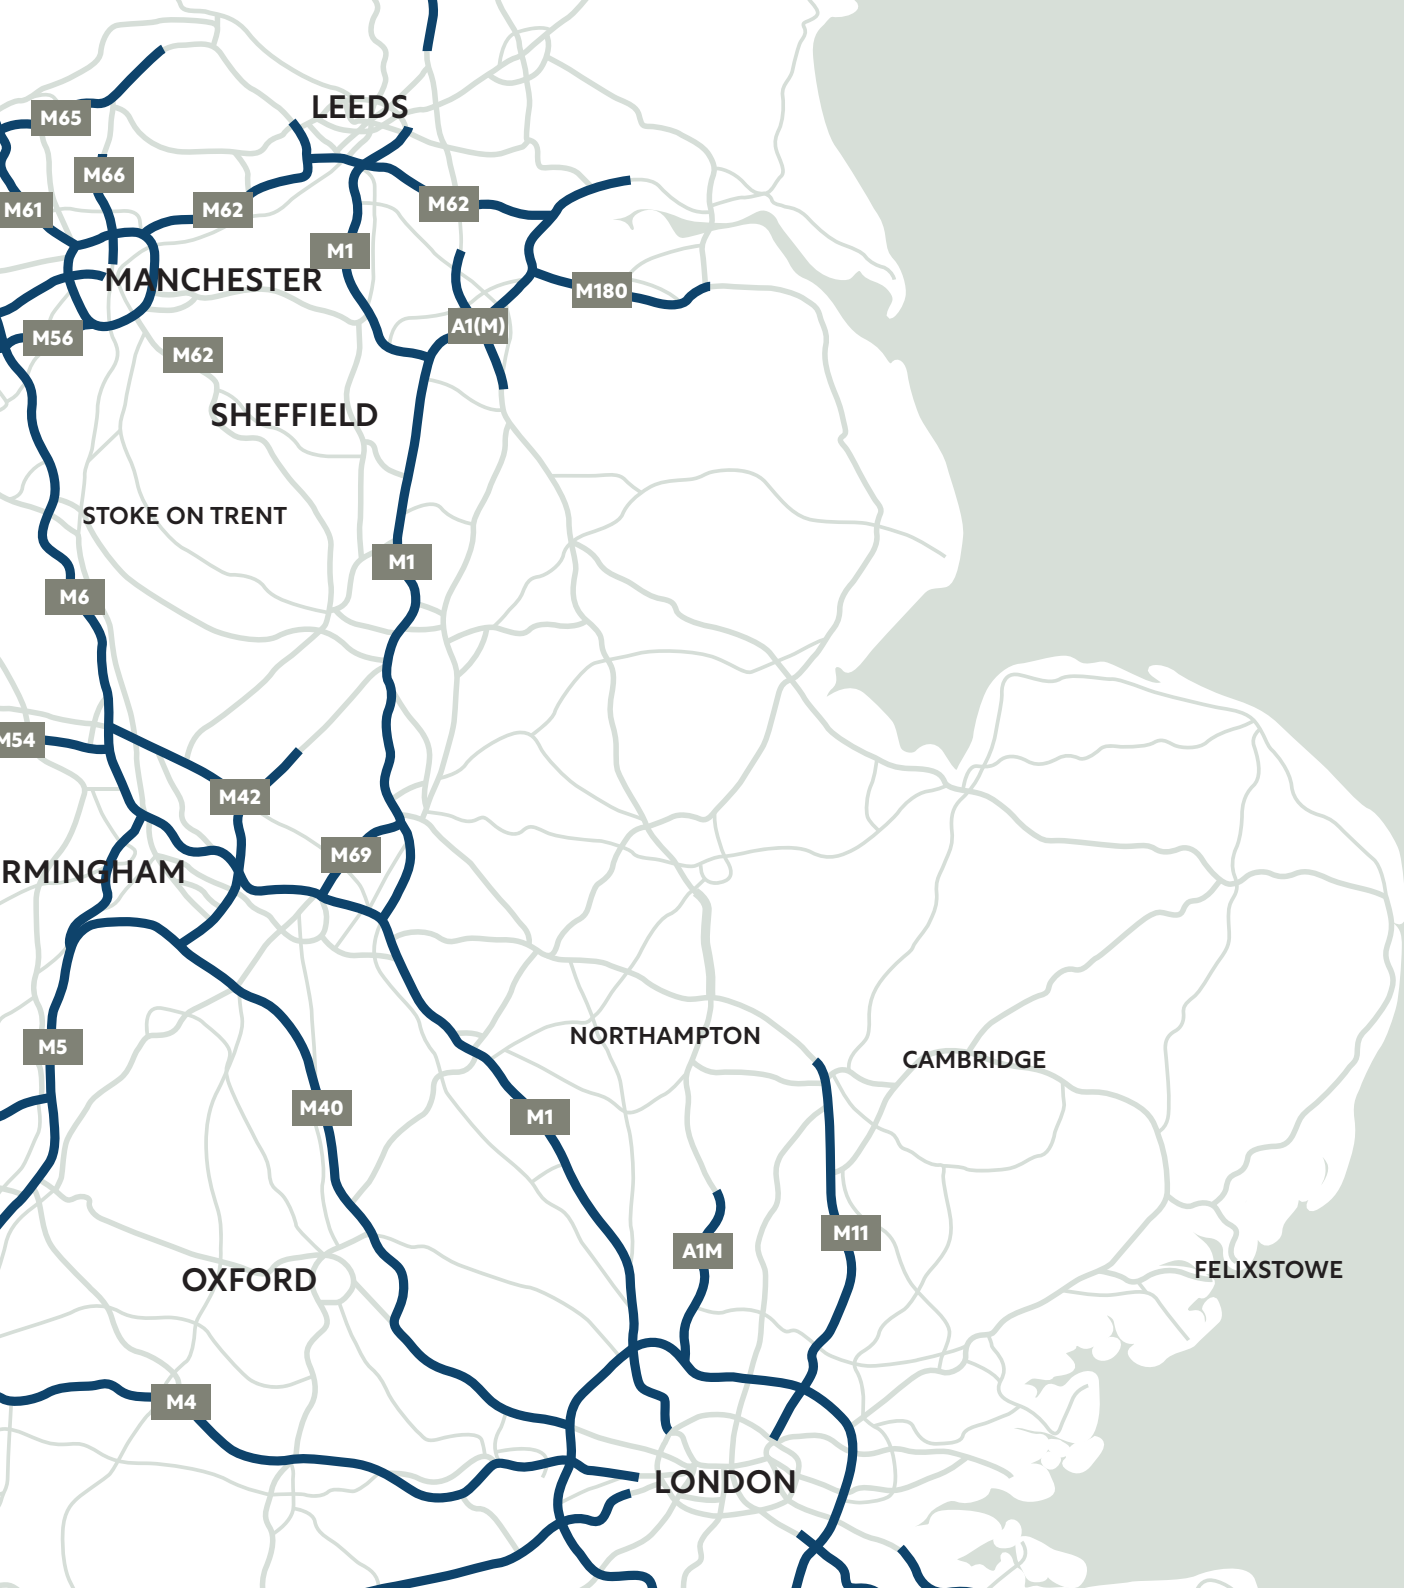 LEEDS
M65
M66
M61
M62
M62
M1
MANCHESTER
M180
A1(M)
M56
M62
SHEFFIELD
STOKE ON TRENT
M1
M6
M54
M42
M69
RMINGHAM
NORTHAMPTON
M5
CAMBRIDGE
M40
M1
M11
A1M
FELIXSTOWE
OXFORD
M4
LONDON